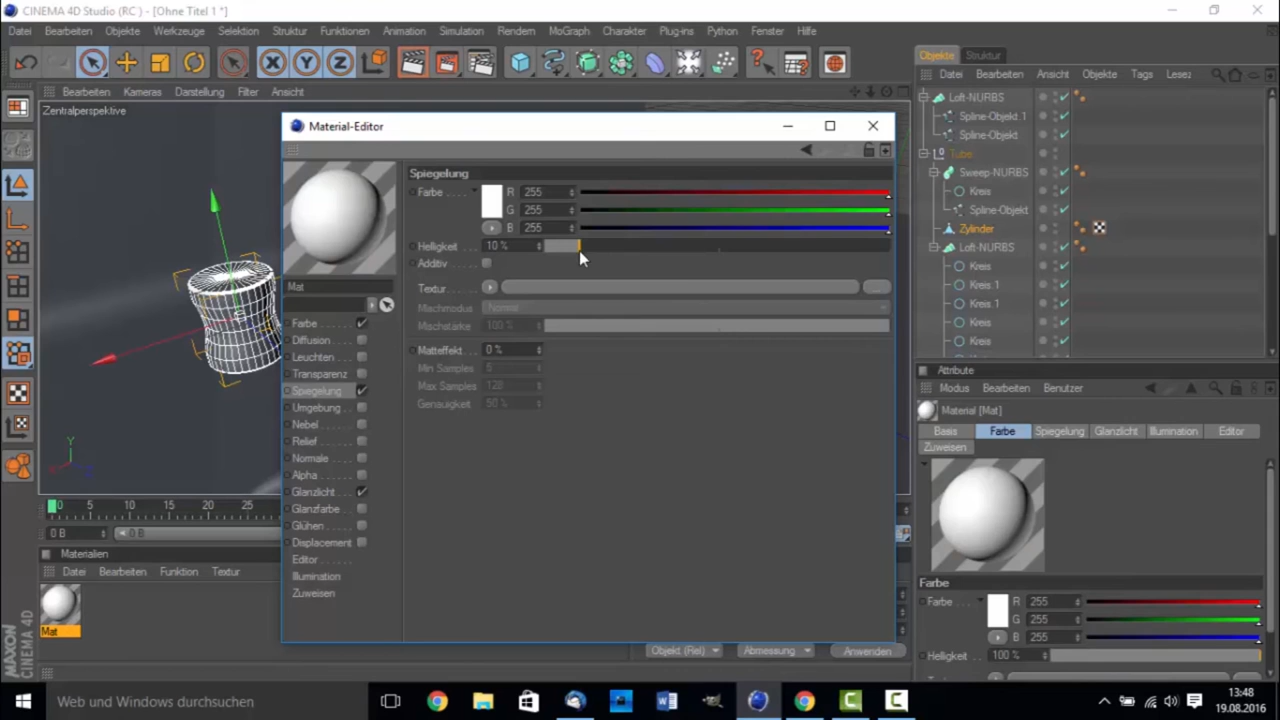 CINEMA 4D Studio (RC ) - [Ohne Titel 1 *]
Datei Bearbeiten Objekte Werkzeuge Selektion Struktur Funktionen Animation Simulation Rendern MoGraph Charakter Plug-ins Python Fenster Hilfe
X Y Z
Objekte Struktur
Datei Bearbeiten Ansicht Objekte Tags Lesez
Bearbeiten Kameras Darstellung Filter Ansicht
Zentralperspektive
Loft-NURBS
Spline-Objekt.1
Spline-Objekt
Tube
Sweep-NURBS
Kreis
Spline-Objekt
Zylinder
Loft-NURBS
Kreis
Kreis.1
Kreis.1
Kreis
Kreis
Material-Editor
Mat
Farbe
Diffusion
Leuchten
Transparenz
Spiegelung
Umgebung
Nebel
Relief
Normale
Alpha
Glanzlicht
Glanzfarbe
Glühen
Displacement
Editor
Illumination
Zuweisen
Spiegelung
Farbe R 255
G 255
B 255
Helligkeit 10 %
Additiv
Textur
Mischmodus Normal
Mischstärke 100 %
Matteffekt 0 %
Min Samples 5
Max Samples 128
Genauigkeit 50 %
Attribute
Modus Bearbeiten Benutzer
Material [Mat]
Basis Farbe Spiegelung Glanzlicht Illumination Editor
Zuweisen
Farbe
Farbe R 255
G 255
B 255
Helligkeit 100 %
Y
0 5 10 15 20 25
0 B 0 B
Materialien
Datei Bearbeiten Funktion Textur
Mat
Objekt (Rel) Abmessung Anwenden
MAXON
CINEMA 4D
Web und Windows durchsuchen
13:48
19.08.2016